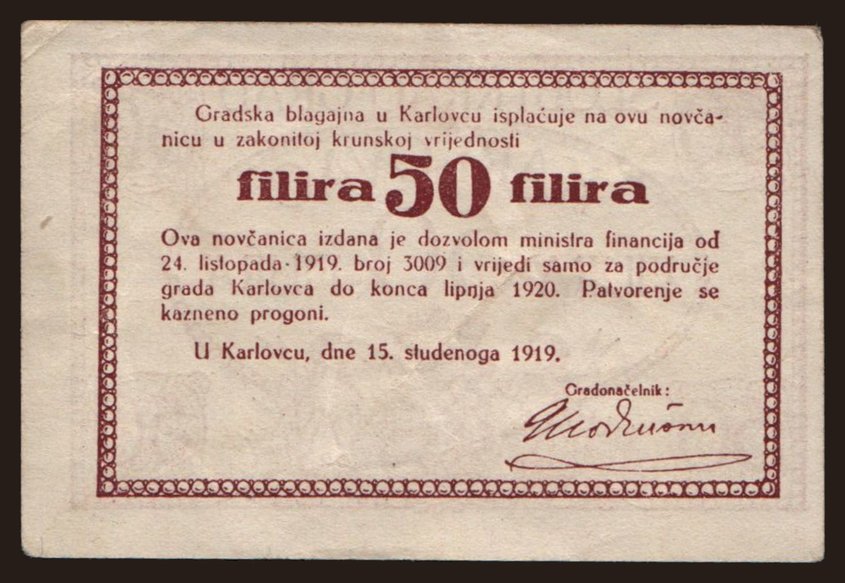 Gradska blagajna u Karlovcu isplaćuje na ovu novča-
nicu u zakonitoj krunskoj vrijednosti
filira 50 filira
Ova novčanica izdana je dozvolom ministra financija od
24. listopada 1919. broj 3009 i vrijedi samo za područje
grada Karlovca do konca lipnja 1920. Patvorenje se
kazneno progoni.
U Karlovcu, dne 15. studenoga 1919.
Gradonačelnik: